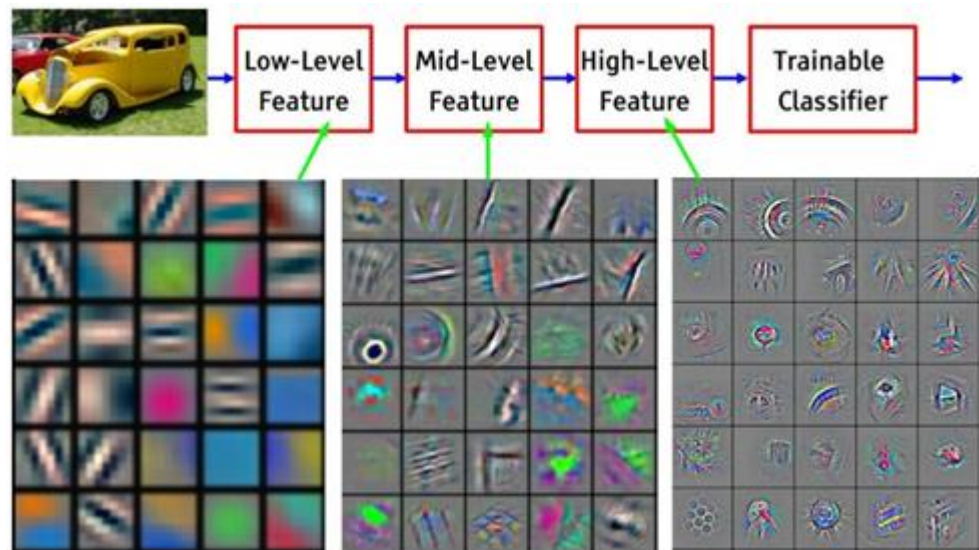 Low-Level
Feature
Mid-Level
Feature
High-Level
Feature
Trainable
Classifier